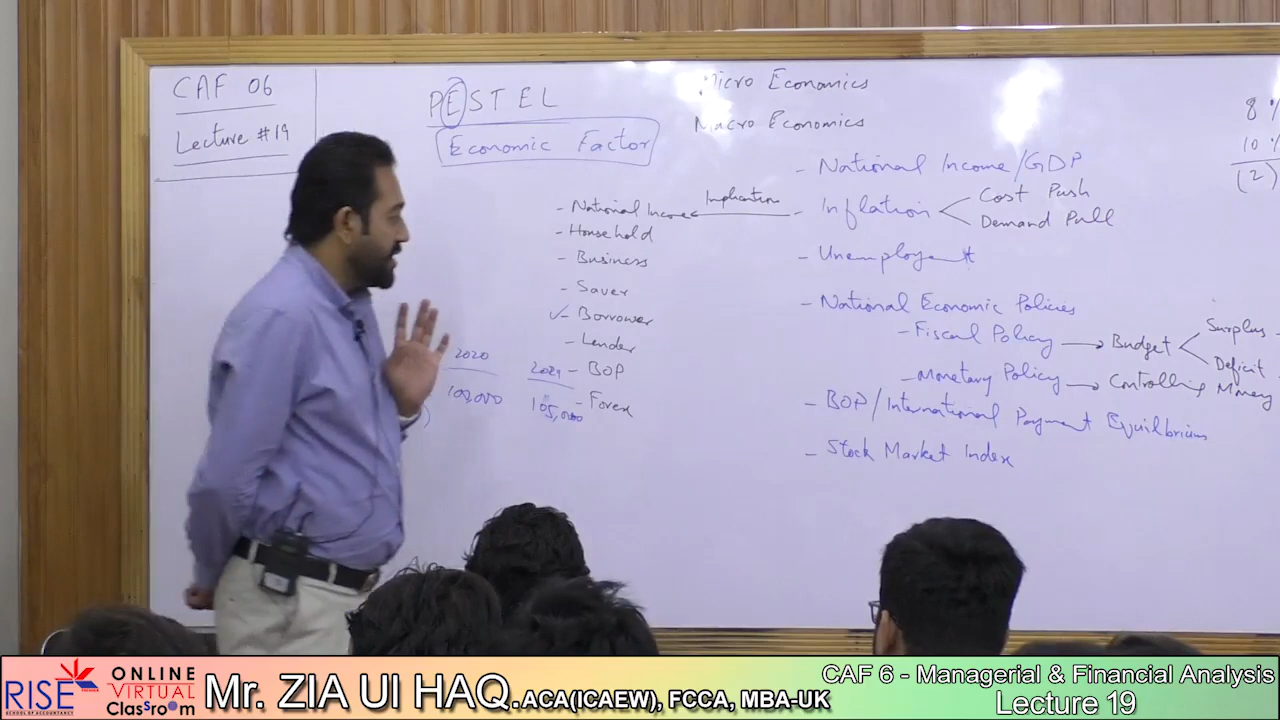 CAF 06
Lecture #19
PESTEL
Economic Factor
Micro Economics
Macro Economics
- National Income/GDP
- Inflation
Cost Push
Demand Pull
Implication
- National Income
- Household
- Business
- Saver
✓- Borrower
- Lender
- BOP
- Forex
2020
100,000
2021
105,000
- Unemployment
- National Economic Policies
- Fiscal Policy → Budget
Surplus
Deficit
- Monetary Policy → Controlling Money
- BOP/International Payment Equilibrium
- Stock Market Index
8 %
10 %
(2)
RISE
SCHOOL OF ACCOUNTANCY
ONLINE
VIRTUAL
Classroom
Mr. ZIA UI HAQ. ACA(ICAEW), FCCA, MBA-UK
CAF 6 - Managerial & Financial Analysis
Lecture 19